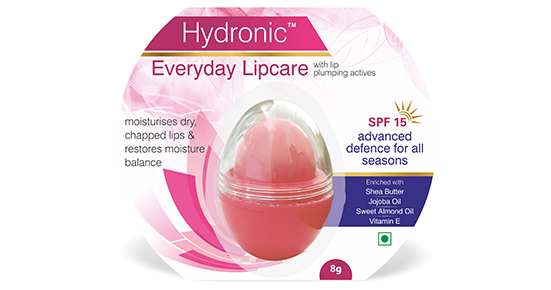 Hydronic™
Everyday Lipcare with lip
plumping actives
moisturises dry,
chapped lips &
restores moisture
balance
SPF 15
advanced
defence for all
seasons
Enriched with
Shea Butter
Jojoba Oil
Sweet Almond Oil
Vitamin E
8g